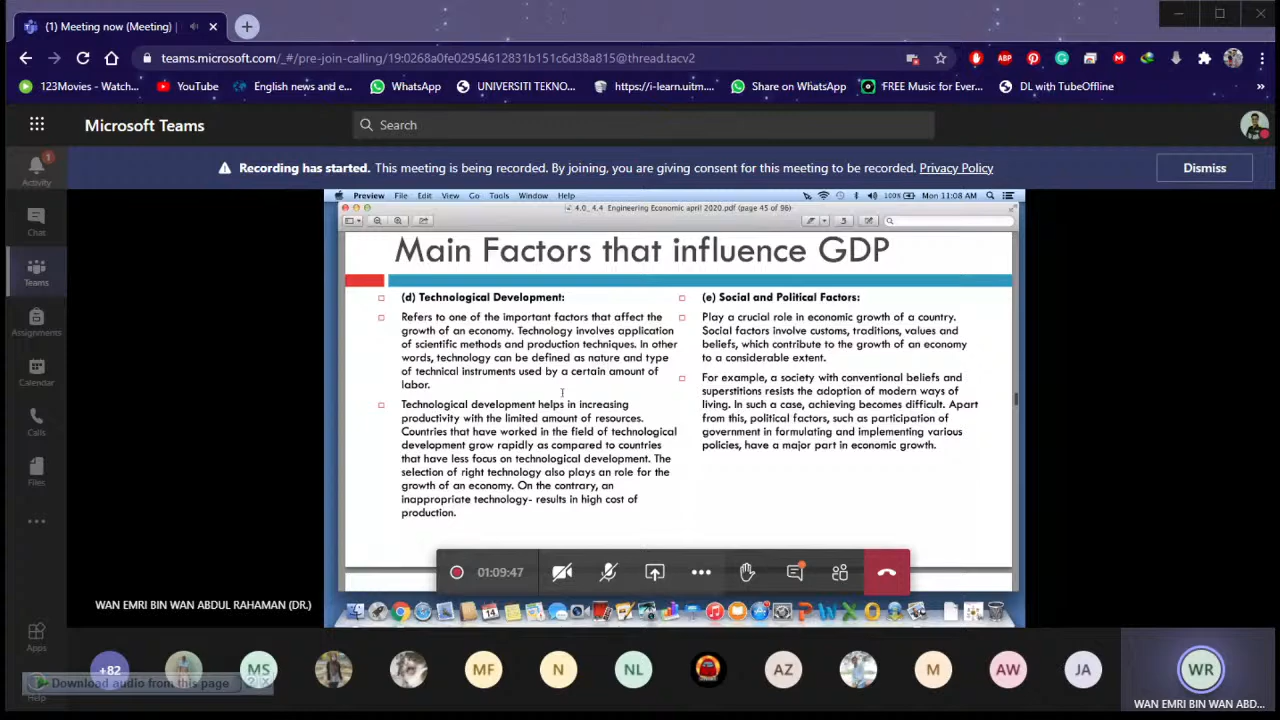 (1) Meeting now (Meeting)
teams.microsoft.com/_#/pre-join-calling/19:0268a0fe02954612831b151c6d38a815@thread.tacv2
ABP
123Movies - Watch...
YouTube
English news and e...
WhatsApp
UNIVERSITI TEKNO...
https://i-learn.uitm....
Share on WhatsApp
FREE Music for Ever...
DL with TubeOffline
»
Microsoft Teams
Search
Recording has started. This meeting is being recorded. By joining, you are giving consent for this meeting to be recorded. Privacy Policy
Dismiss
1
Activity
Chat
Teams
Assignments
Calendar
Calls
Files
Apps
Help
Preview File Edit View Go Tools Window Help
100% Mon 11:08 AM
4.0_ 4.4 Engineering Economic april 2020.pdf (page 45 of 96)
Main Factors that influence GDP
(d) Technological Development:
Refers to one of the important factors that affect the
growth of an economy. Technology involves application
of scientific methods and production techniques. In other
words, technology can be defined as nature and type
of technical instruments used by a certain amount of
labor.
Technological development helps in increasing
productivity with the limited amount of resources.
Countries that have worked in the field of technological
development grow rapidly as compared to countries
that have less focus on technological development. The
selection of right technology also plays an role for the
growth of an economy. On the contrary, an
inappropriate technology- results in high cost of
production.
(e) Social and Political Factors:
Play a crucial role in economic growth of a country.
Social factors involve customs, traditions, values and
beliefs, which contribute to the growth of an economy
to a considerable extent.
For example, a society with conventional beliefs and
superstitions resists the adoption of modern ways of
living. In such a case, achieving becomes difficult. Apart
from this, political factors, such as participation of
government in formulating and implementing various
policies, have a major part in economic growth.
01:09:47
WAN EMRI BIN WAN ABDUL RAHAMAN (DR.)
+82
MS
MF
N
NL
AZ
M
AW
JA
WR
Download audio from this page
WAN EMRI BIN WAN ABD...